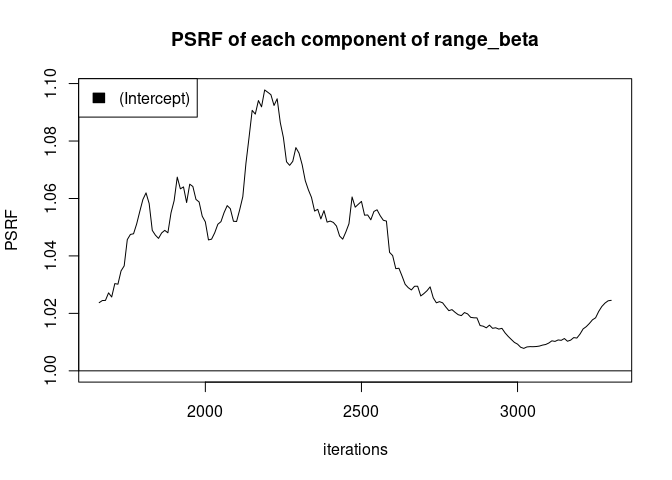 PSRF of each component of range_beta
(Intercept)
PSRF
1.10
1.08
1.06
1.04
1.02
1.00
2000 2500 3000
iterations